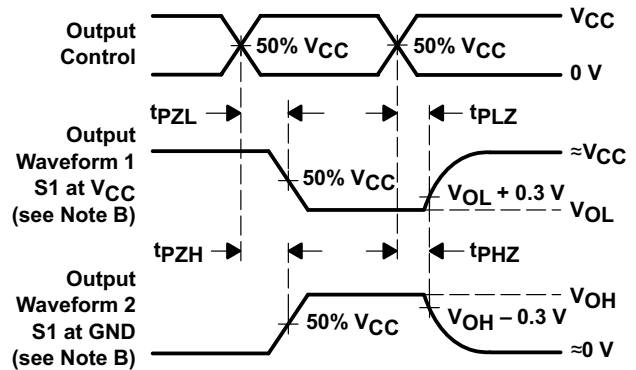 Output
Control
50% VCC
50% VCC
VCC
0 V
tPZL
tPLZ
Output
Waveform 1
S1 at VCC
(see Note B)
50% VCC
≈VCC
VOL + 0.3 V
VOL
tPZH
tPHZ
Output
Waveform 2
S1 at GND
(see Note B)
50% VCC
VOH
VOH – 0.3 V
≈0 V